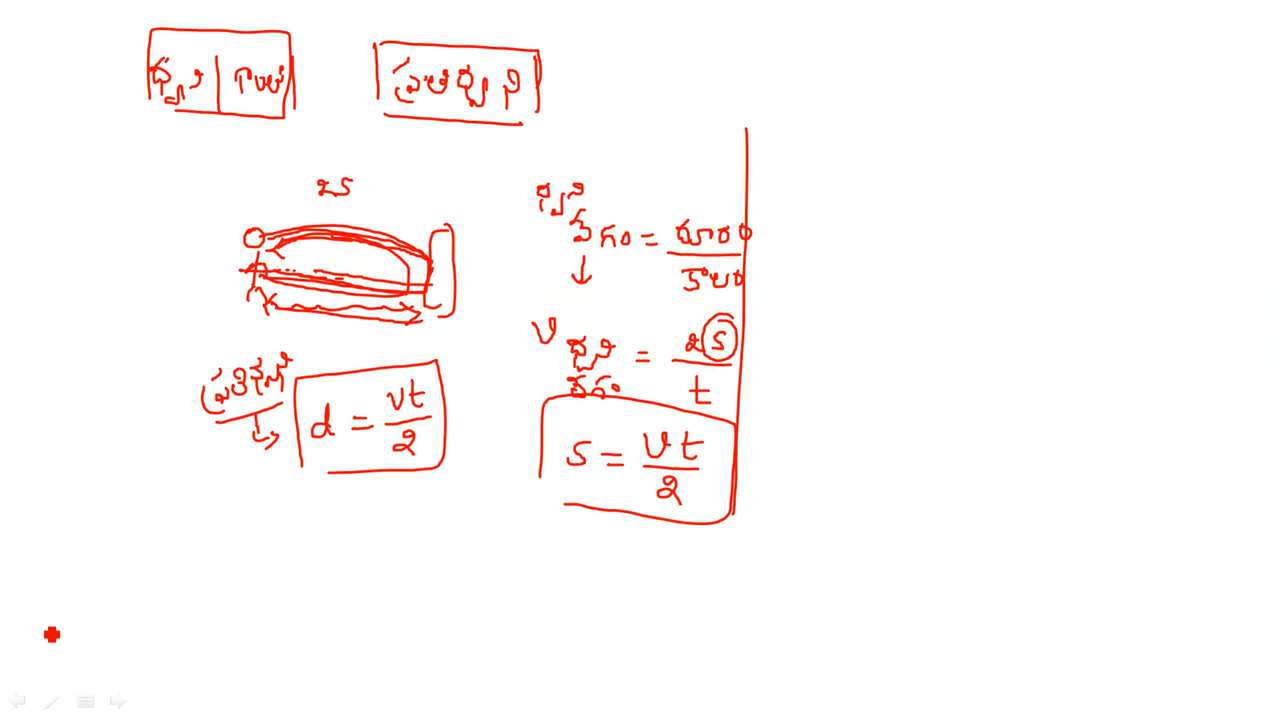 ధ్వని గాలి
ప్రతిధ్వని
2S
ధ్వని
వేగం = దూరం / కాలం
V ధ్వని వేగం = 2S / t
ప్రతిధ్వని
d = vt / 2
S = Vt / 2